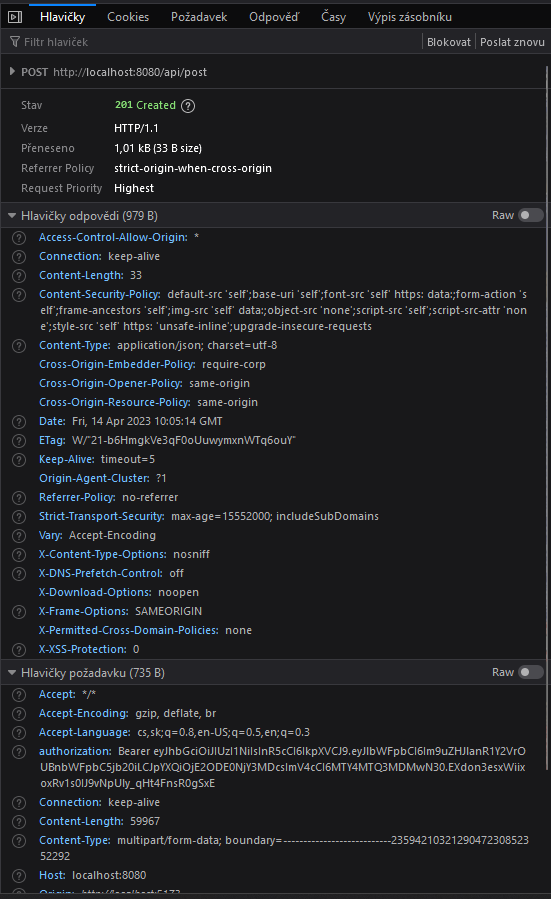 Hlavičky Cookies Požadavek Odpověď Časy Výpis zásobníku
Filtr hlaviček Blokovat Poslat znovu
POST http://localhost:8080/api/post
Stav 201 Created ?
Verze HTTP/1.1
Přeneseno 1,01 kB (33 B size)
Referrer Policy strict-origin-when-cross-origin
Request Priority Highest
Hlavičky odpovědi (979 B) Raw
? Access-Control-Allow-Origin: *
? Connection: keep-alive
? Content-Length: 33
? Content-Security-Policy: default-src 'self';base-uri 'self';font-src 'self' https: data:;form-action 's
elf';frame-ancestors 'self';img-src 'self' data:;object-src 'none';script-src 'self';script-src-attr 'non
e';style-src 'self' https: 'unsafe-inline';upgrade-insecure-requests
? Content-Type: application/json; charset=utf-8
Cross-Origin-Embedder-Policy: require-corp
Cross-Origin-Opener-Policy: same-origin
Cross-Origin-Resource-Policy: same-origin
? Date: Fri, 14 Apr 2023 10:05:14 GMT
? ETag: W/"21-b6HmgkVe3qF0oUuwymxnWTq6ouY"
? Keep-Alive: timeout=5
Origin-Agent-Cluster: ?1
? Referrer-Policy: no-referrer
? Strict-Transport-Security: max-age=15552000; includeSubDomains
? Vary: Accept-Encoding
? X-Content-Type-Options: nosniff
? X-DNS-Prefetch-Control: off
X-Download-Options: noopen
? X-Frame-Options: SAMEORIGIN
X-Permitted-Cross-Domain-Policies: none
? X-XSS-Protection: 0
Hlavičky požadavku (735 B) Raw
? Accept: */*
? Accept-Encoding: gzip, deflate, br
? Accept-Language: cs,sk;q=0.8,en-US;q=0.5,en;q=0.3
? authorization: Bearer
? Connection: keep-alive
? Content-Length: 59967
? Content-Type: multipart/form-data; boundary=---------------------------23594210321290472308523
52292
? Host: localhost:8080
? Origin: http://localhost:5173